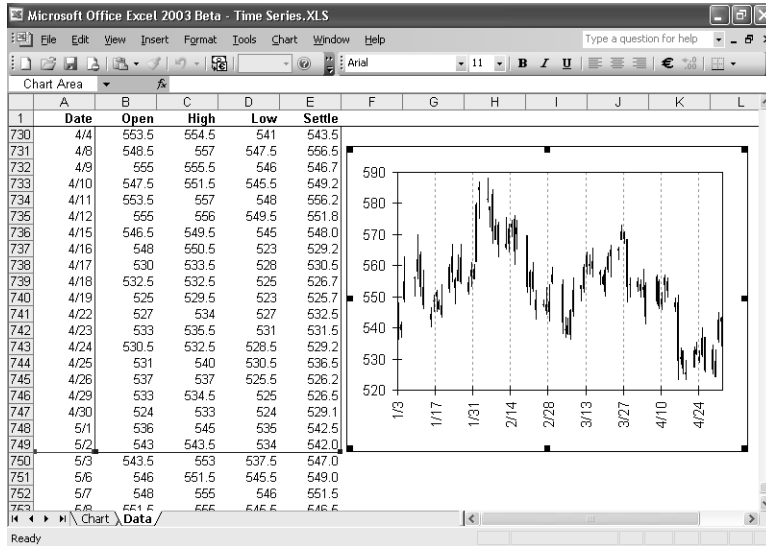 Microsoft Office Excel 2003 Beta - Time Series.XLS
File Edit View Insert Format Tools Chart Window Help Type a question for help
Arial 11 B I U €
Chart Area fx
A B C D E F G H I J K L
1 Date Open High Low Settle
730 4/4 553.5 554.5 541 543.5
731 4/8 548.5 557 547.5 556.5
732 4/9 555 555.5 546 546.7
733 4/10 547.5 551.5 545.5 549.2
734 4/11 553.5 557 548 556.2
735 4/12 555 556 549.5 551.8
736 4/15 546.5 549.5 545 548.0
737 4/16 548 550.5 523 529.2
738 4/17 530 533.5 528 530.5
739 4/18 532.5 532.5 525 526.7
740 4/19 525 529.5 523 525.7
741 4/22 527 534 527 532.5
742 4/23 533 535.5 531 531.5
743 4/24 530.5 532.5 528.5 529.2
744 4/25 531 540 530.5 536.5
745 4/26 537 537 525.5 526.2
746 4/29 533 534.5 525 526.5
747 4/30 524 533 524 529.1
748 5/1 536 545 535 542.5
749 5/2 543 543.5 534 542.0
750 5/3 543.5 553 537.5 547.0
751 5/6 546 551.5 545.5 549.0
752 5/7 548 555 546 551.5
753 5/8 551.5 555 546.5 546.5
590
580
570
560
550
540
530
520
1/3 1/17 1/31 2/14 2/28 3/13 3/27 4/10 4/24
Chart Data
Ready